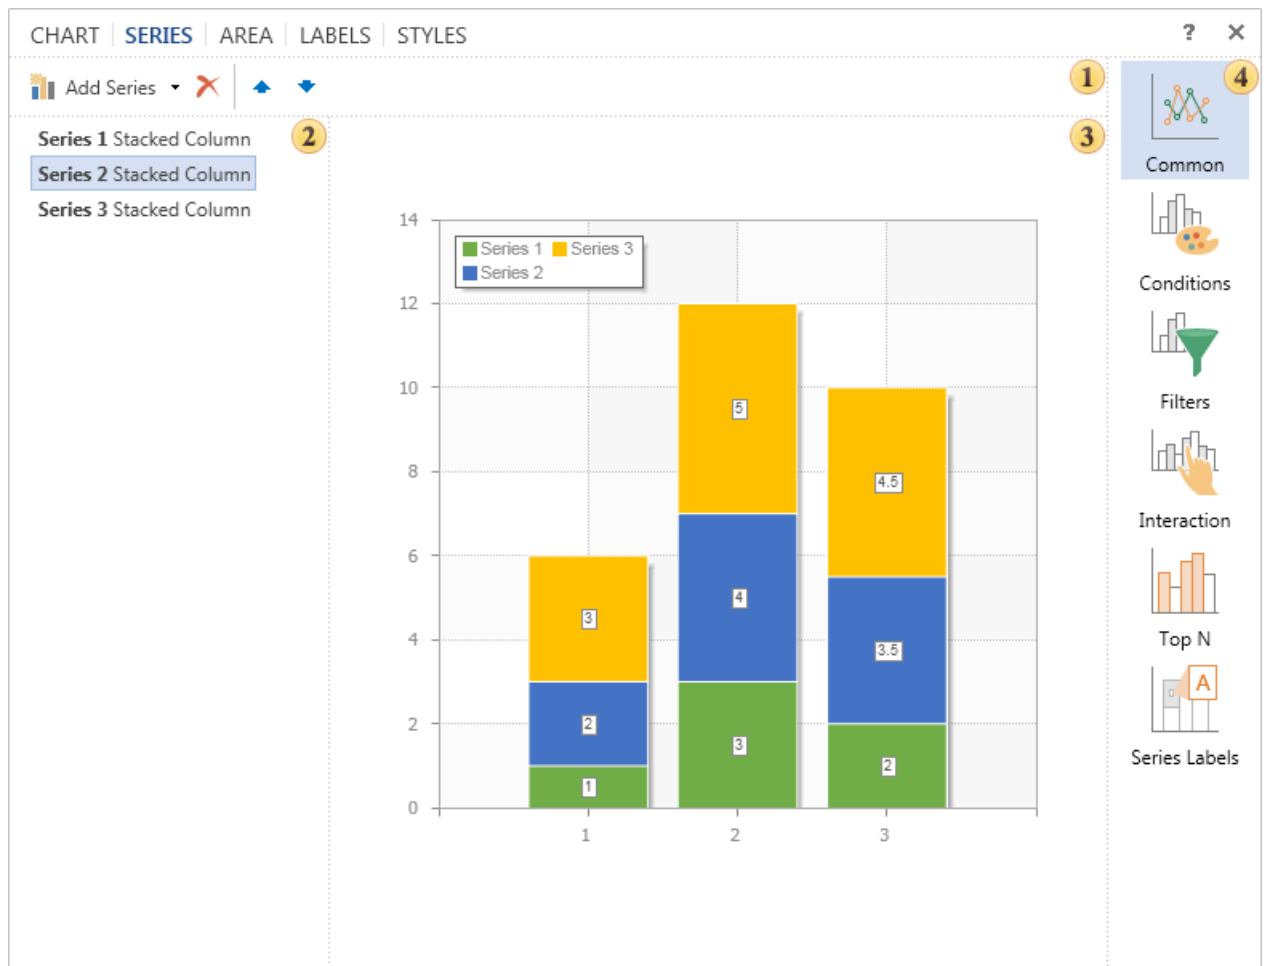 CHART SERIES AREA LABELS STYLES ? ×
Add Series 1 4
Series 1 Stacked Column 2 3
Series 2 Stacked Column
Series 3 Stacked Column
Common
Conditions
Filters
Interaction
Top N
A
Series Labels
14
12
10
8
6
4
2
0
Series 1 Series 3
Series 2
5
4.5
3
4
3.5
2
3
2
1
1 2 3